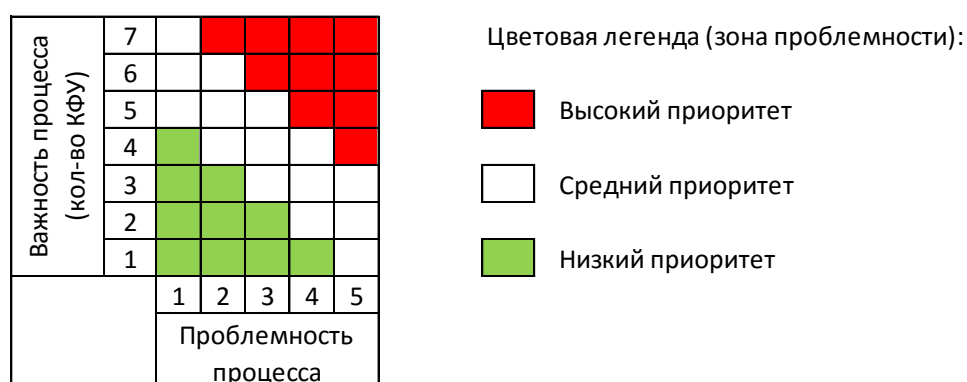 Важность процесса
(кол-во КФУ)
7
6
5
4
3
2
1
1 2 3 4 5
Проблемность
процесса
Цветовая легенда (зона проблемности):
Высокий приоритет
Средний приоритет
Низкий приоритет